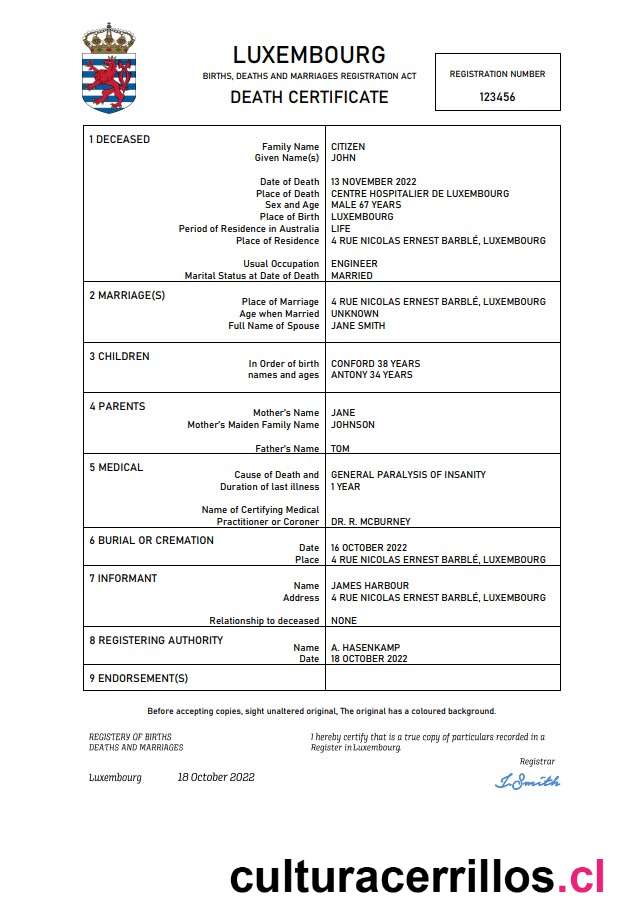 LUXEMBOURG
BIRTHS, DEATHS AND MARRIAGES REGISTRATION ACT
DEATH CERTIFICATE
REGISTRATION NUMBER
123456
1 DECEASED
Family Name CITIZEN
Given Name(s) JOHN
Date of Death 13 NOVEMBER 2022
Place of Death CENTRE HOSPITALIER DE LUXEMBOURG
Sex and Age MALE 67 YEARS
Place of Birth LUXEMBOURG
Period of Residence in Australia LIFE
Place of Residence 4 RUE NICOLAS ERNEST BARBLÉ, LUXEMBOURG
Usual Occupation ENGINEER
Marital Status at Date of Death MARRIED
2 MARRIAGE(S)
Place of Marriage 4 RUE NICOLAS ERNEST BARBLÉ, LUXEMBOURG
Age when Married UNKNOWN
Full Name of Spouse JANE SMITH
3 CHILDREN
In Order of birth CONFORD 38 YEARS
names and ages ANTONY 34 YEARS
4 PARENTS
Mother's Name JANE
Mother's Maiden Family Name JOHNSON
Father's Name TOM
5 MEDICAL
Cause of Death and GENERAL PARALYSIS OF INSANITY
Duration of last illness 1 YEAR
Name of Certifying Medical
Practitioner or Coroner DR. R. MCBURNEY
6 BURIAL OR CREMATION
Date 16 OCTOBER 2022
Place 4 RUE NICOLAS ERNEST BARBLÉ, LUXEMBOURG
7 INFORMANT
Name JAMES HARBOUR
Address 4 RUE NICOLAS ERNEST BARBLÉ, LUXEMBOURG
Relationship to deceased NONE
8 REGISTERING AUTHORITY
Name A. HASENKAMP
Date 18 OCTOBER 2022
9 ENDORSEMENT(S)
Before accepting copies, sight unaltered original, The original has a coloured background.
REGISTERY OF BIRTHS
DEATHS AND MARRIAGES
I hereby certify that is a true copy of particulars recorded in a
Register in Luxembourg.
Registrar
Luxembourg 18 October 2022
I. Smith
culturacerrillos.cl